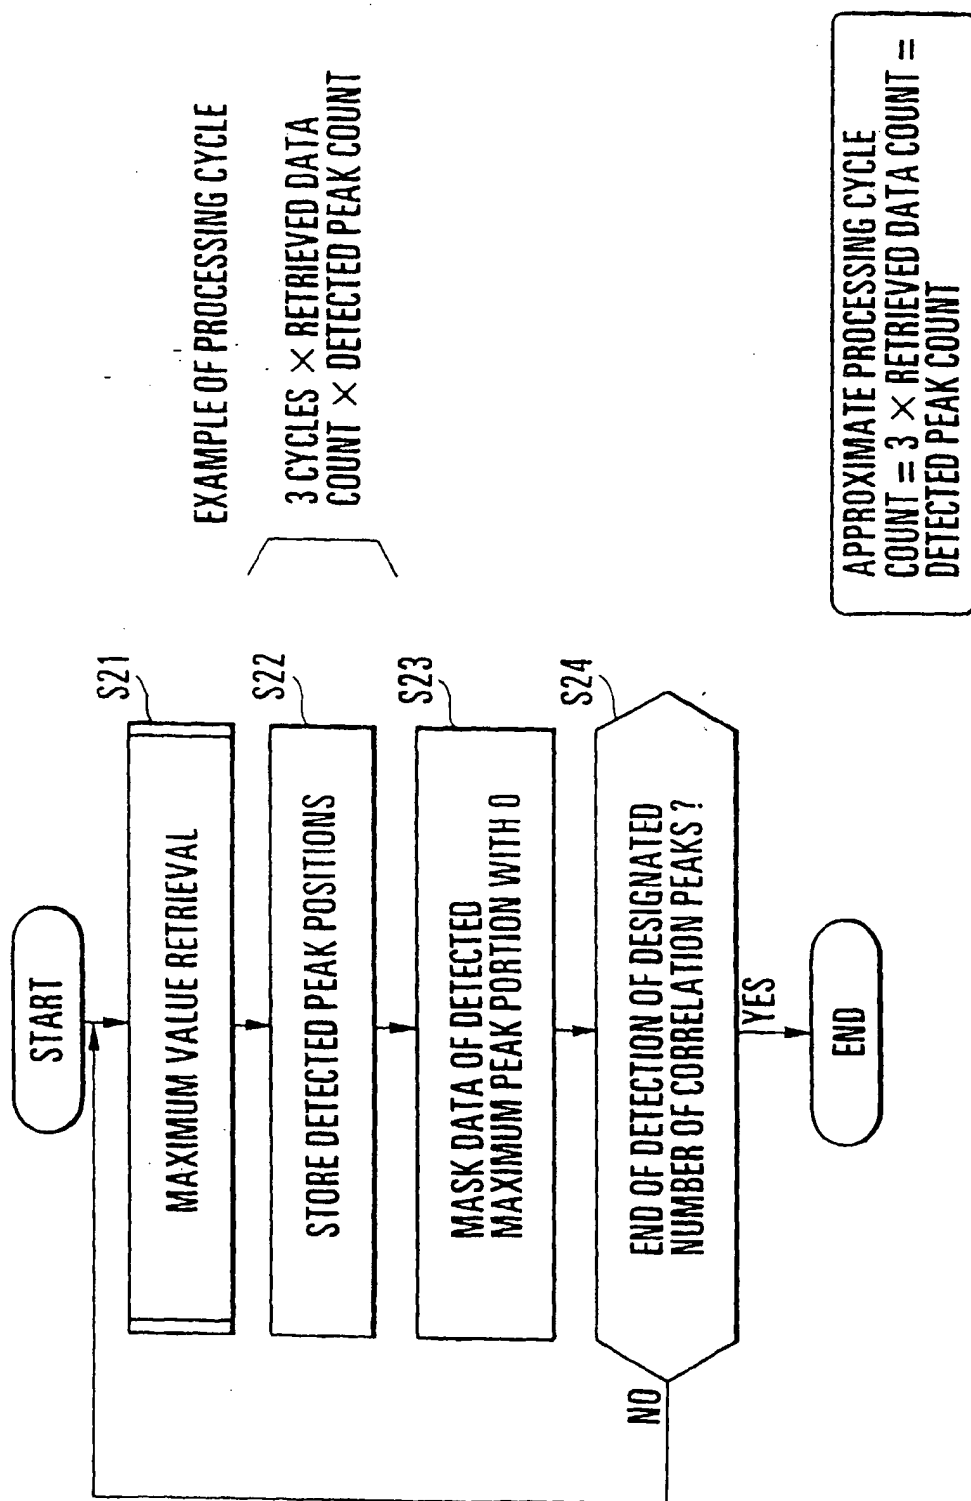 START
S21
MAXIMUM VALUE RETRIEVAL
S22
STORE DETECTED PEAK POSITIONS
S23
MASK DATA OF DETECTED
MAXIMUM PEAK PORTION WITH 0
S24
END OF DETECTION OF DESIGNATED
NUMBER OF CORRELATION PEAKS ?
NO
YES
END
EXAMPLE OF PROCESSING CYCLE
3 CYCLES × RETRIEVED DATA
COUNT × DETECTED PEAK COUNT
APPROXIMATE PROCESSING CYCLE
COUNT = 3 × RETRIEVED DATA COUNT =
DETECTED PEAK COUNT